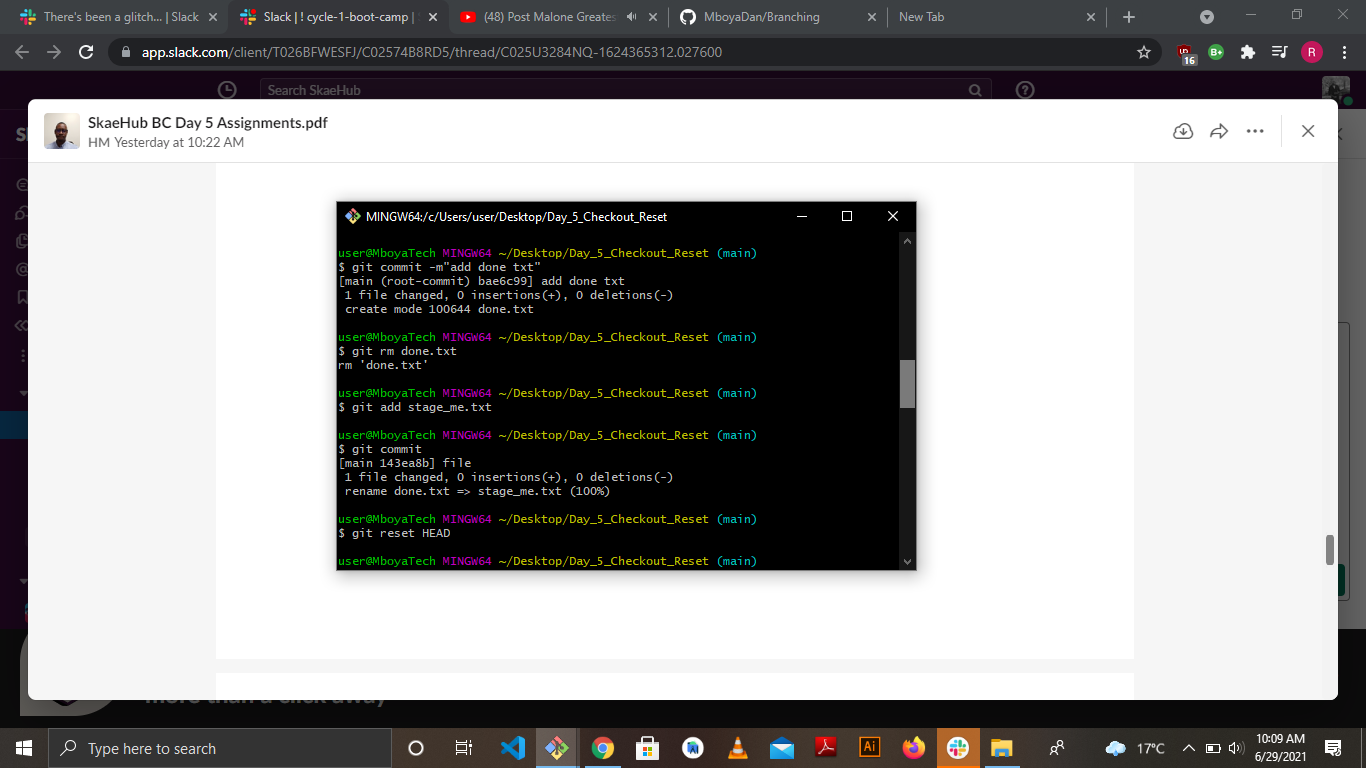 There's been a glitch... | Slack
Slack | ! cycle-1-boot-camp | S
(48) Post Malone Greates
MboyaDan/Branching
New Tab
app.slack.com/client/T026BFWESFJ/C02574B8RD5/thread/C025U3284NQ-1624365312.027600
16
B+
R
Search SkaeHub
SkaeHub BC Day 5 Assignments.pdf
HM Yesterday at 10:22 AM
MINGW64:/c/Users/user/Desktop/Day_5_Checkout_Reset
user@MboyaTech MINGW64 ~/Desktop/Day_5_Checkout_Reset (main)
$ git commit -m"add done txt"
[main (root-commit) bae6c99] add done txt
1 file changed, 0 insertions(+), 0 deletions(-)
create mode 100644 done.txt
user@MboyaTech MINGW64 ~/Desktop/Day_5_Checkout_Reset (main)
$ git rm done.txt
rm 'done.txt'
user@MboyaTech MINGW64 ~/Desktop/Day_5_Checkout_Reset (main)
$ git add stage_me.txt
user@MboyaTech MINGW64 ~/Desktop/Day_5_Checkout_Reset (main)
$ git commit
[main 143ea8b] file
1 file changed, 0 insertions(+), 0 deletions(-)
rename done.txt => stage_me.txt (100%)
user@MboyaTech MINGW64 ~/Desktop/Day_5_Checkout_Reset (main)
$ git reset HEAD
user@MboyaTech MINGW64 ~/Desktop/Day_5_Checkout_Reset (main)
more than a click away
Type here to search
Ai
17°C
10:09 AM
6/29/2021